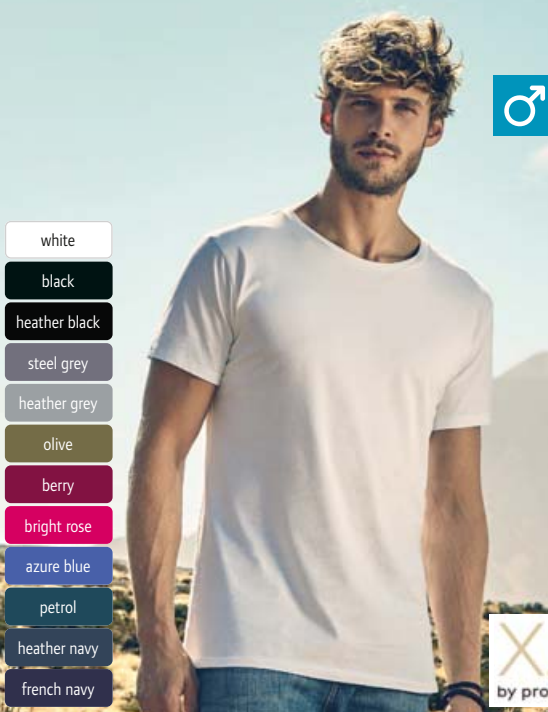 white
black
heather black
steel grey
heather grey
olive
berry
bright rose
azure blue
petrol
heather navy
french navy
X
by pro